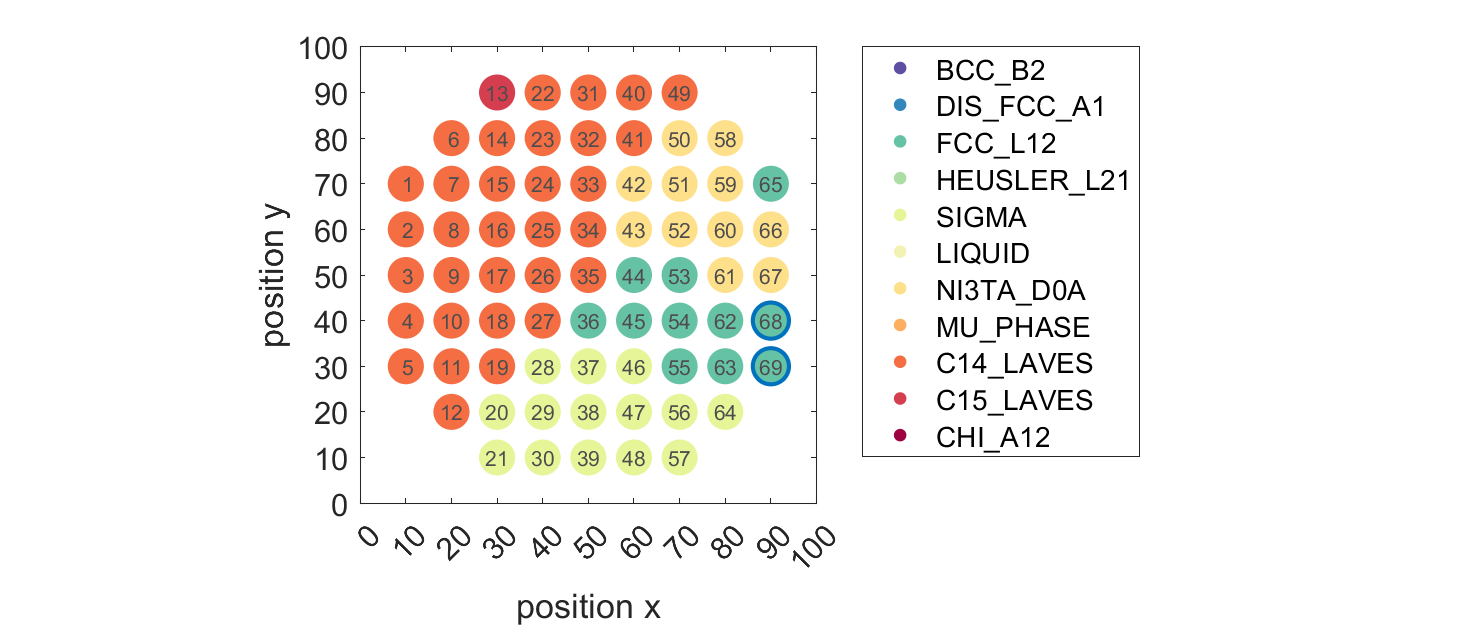 100
90
80
70
60
50
40
30
20
10
0
position y
13 22 31 40 49
6 14 23 32 41 50 58
1 7 15 24 33 42 51 59 65
2 8 16 25 34 43 52 60 66
3 9 17 26 35 44 53 61 67
4 10 18 27 36 45 54 62 68
5 11 19 28 37 46 55 63 69
12 20 29 38 47 56 64
21 30 39 48 57
0 10 20 30 40 50 60 70 80 90 100
position x
BCC_B2
DIS_FCC_A1
FCC_L12
HEUSLER_L21
SIGMA
LIQUID
NI3TA_D0A
MU_PHASE
C14_LAVES
C15_LAVES
CHI_A12